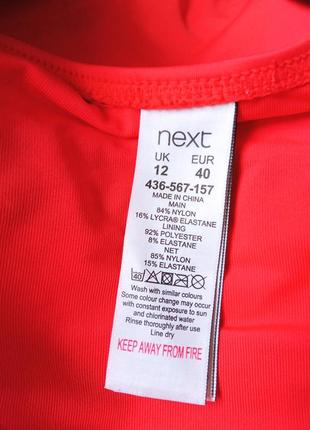 next
UK EUR
12 40
436-567-157
MADE IN CHINA
MAIN
84% NYLON
16% LYCRA® ELASTANE
LINING
92% POLYESTER
8% ELASTANE
NET
85% NYLON
15% ELASTANE
40
Wash with similar colours
Some colour change may occur
with constant exposure to sun
and chlorinated water
Rinse thoroughly after use
Line dry
KEEP AWAY FROM FIRE